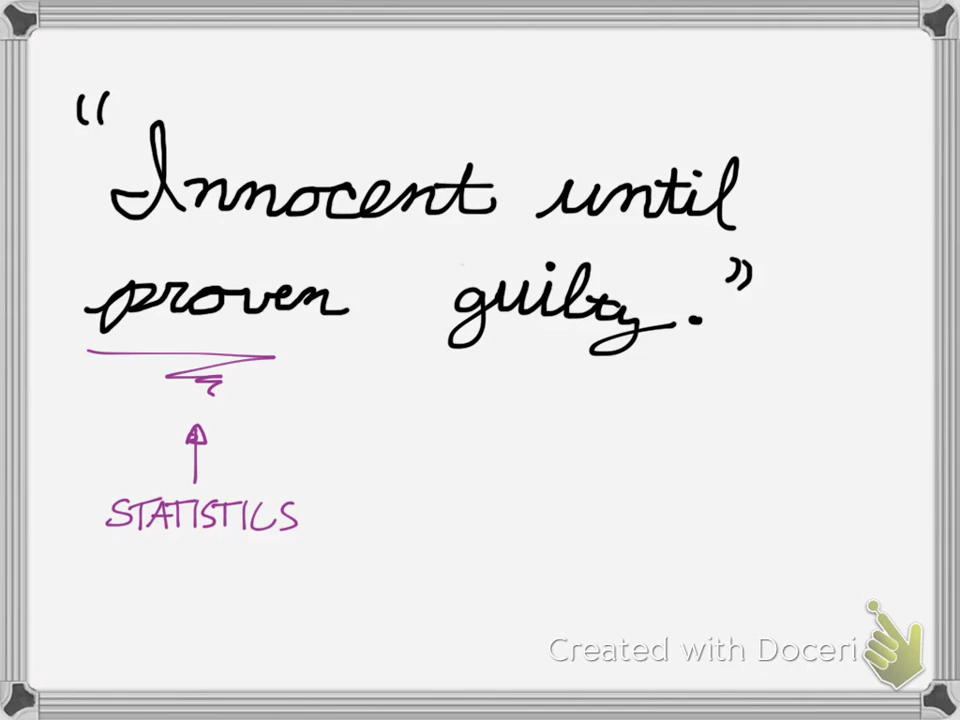 "Innocent until
proven guilty."
STATISTICS
Created with Doceri